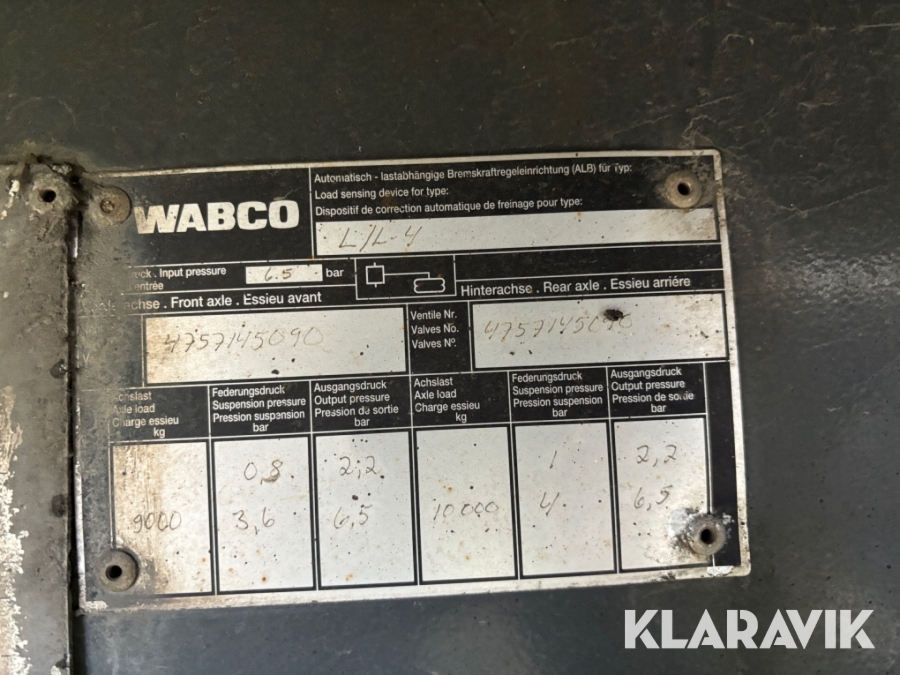 WABCO
Automatisch - lastabhängige Bremskraftregeleinrichtung (ALB) für Typ:
Load sensing device for type:
Dispositif de correction automatique de freinage pour type:
L/L-4
. Input pressure 6.5 bar
Front axle . Essieu avant
Hinterachse . Rear axle . Essieu arriére
4757145090
Ventile Nr.
Valves No.
Valves Nº.
Achslast
Axle load
Charge essieu
kg
Federungsdruck
Suspension pressure
Pression suspension
bar
Ausgangsdruck
Output pressure
Pression de sortie
bar
Achslast
Axle load
Charge essieu
kg
Federungsdruck
Suspension pressure
Pression suspension
bar
Ausgangsdruck
Output pressure
Pression de sortie
bar
0,8 2,2 1 2,2
9000 3,6 6,5 10000 4 6,5
KLARAVIK